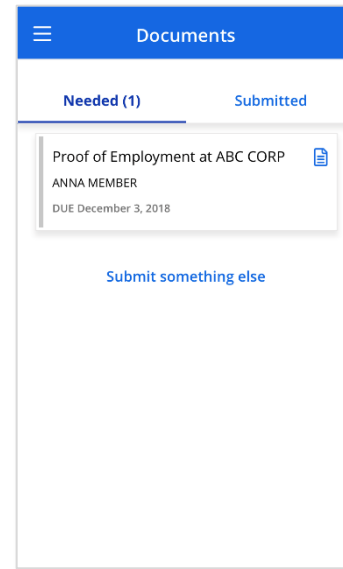 Documents
Needed (1) Submitted
Proof of Employment at ABC CORP
ANNA MEMBER
DUE December 3, 2018
Submit something else